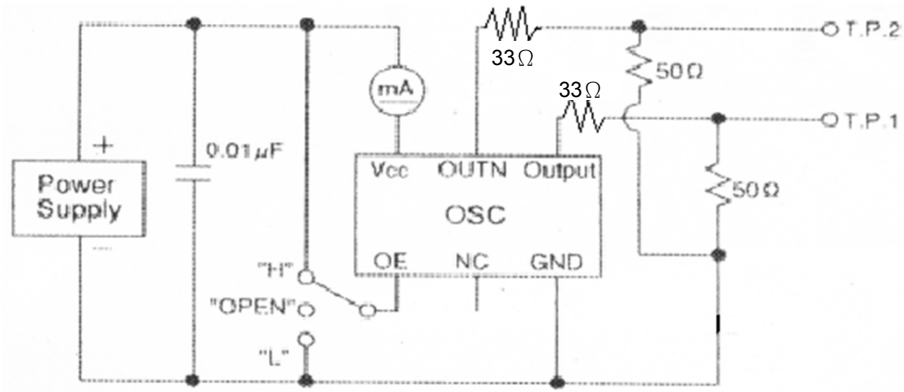 33Ω
T.P.2
50Ω
33Ω
mA
T.P.1
+
0.01μF
Vcc OUTN Output
Power
Supply
OSC
50Ω
−
OE NC GND
"H"
"OPEN"
"L"